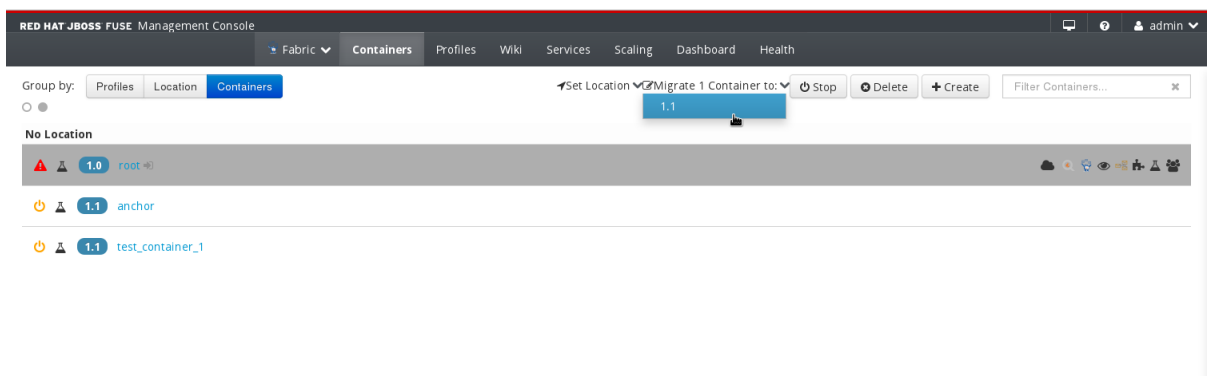 RED HAT JBOSS FUSE Management Console
admin
Fabric Containers Profiles Wiki Services Scaling Dashboard Health
Group by: Profiles Location Containers Set Location Migrate 1 Container to: Stop Delete Create Filter Containers...
1.1
No Location
1.0 root
1.1 anchor
1.1 test_container_1